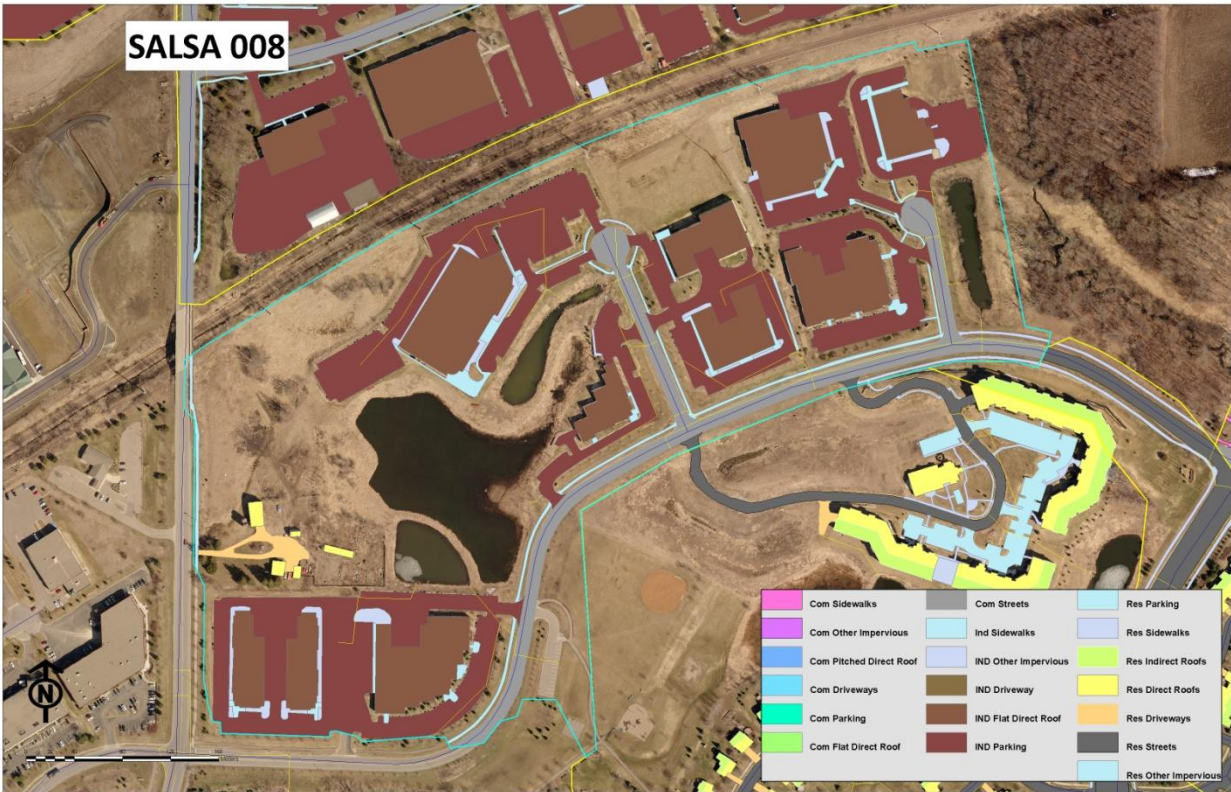 SALSA 008
N
Com Sidewalks
Com Streets
Res Parking
Com Other Impervious
Ind Sidewalks
Res Sidewalks
Com Pitched Direct Roof
IND Other Impervious
Res Indirect Roofs
Com Driveways
IND Driveway
Res Direct Roofs
Com Parking
IND Flat Direct Roof
Res Driveways
Com Flat Direct Roof
IND Parking
Res Streets
Res Other Impervious